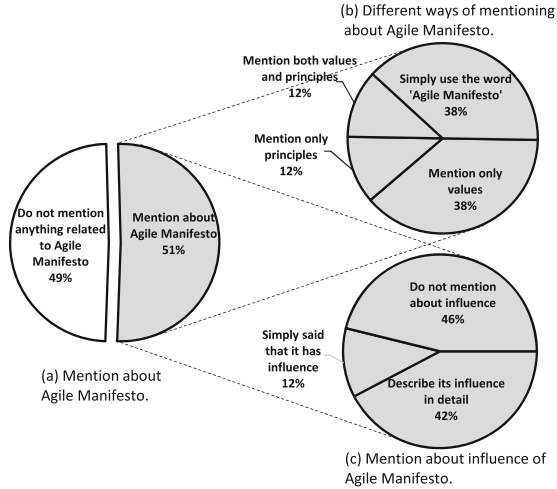 (b) Different ways of mentioning
about Agile Manifesto.
Mention both values
and principles
12%
Simply use the word
'Agile Manifesto'
38%
Mention only
principles
12%
Mention only
values
38%
Do not mention
anything related
to Agile
Manifesto
49%
Mention about
Agile Manifesto
51%
(a) Mention about
Agile Manifesto.
Do not mention
about influence
46%
Simply said
that it has
influence
12%
Describe its influence
in detail
42%
(c) Mention about influence of
Agile Manifesto.